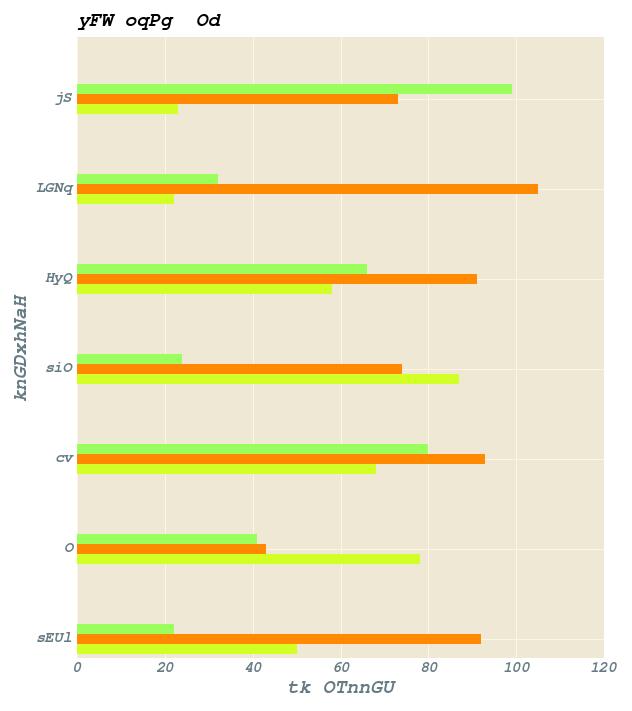 yFW oqPg  Od
jS
LGNq
HyQ
siO
cv
O
sEUl
knGDxhNaH
0 20 40 60 80 100 120
tk OTnnGU